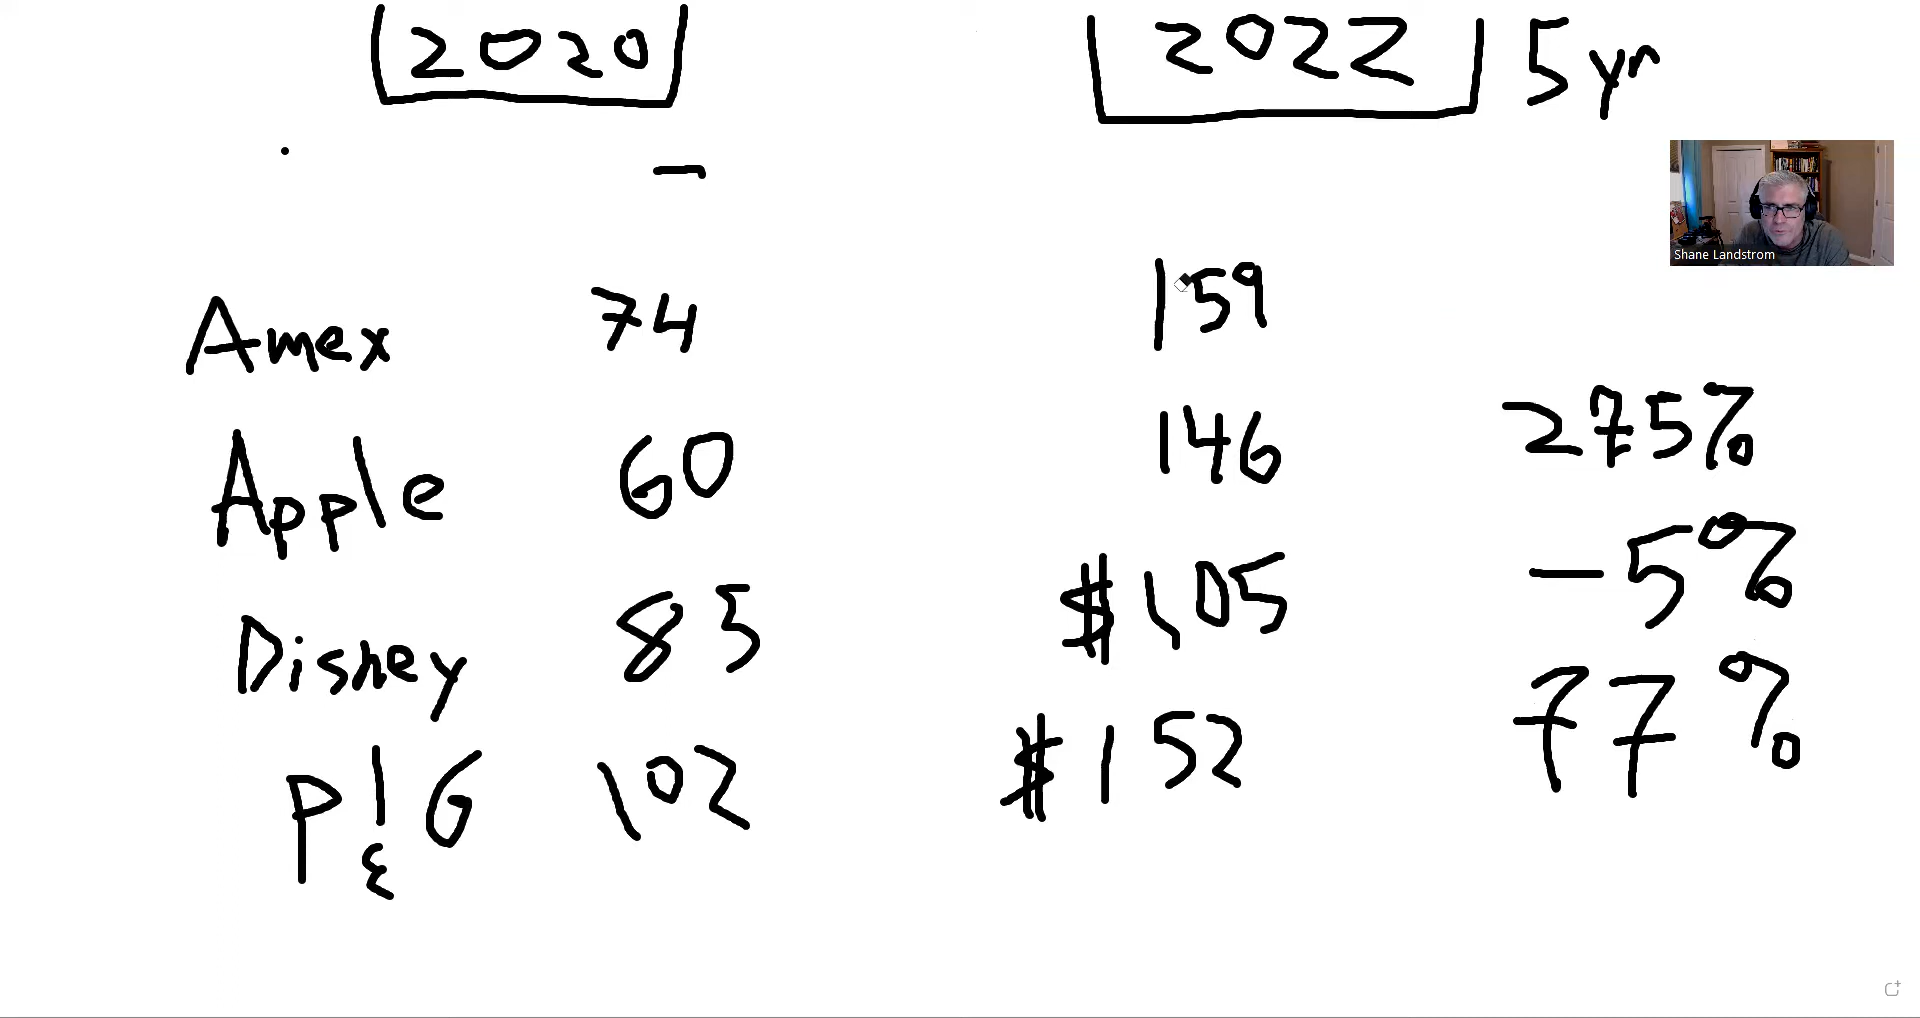 2020 2022 5yr
Shane Landstrom
Amex 74 159
Apple 60 146 275%
Disney 85 $105 -5%
P&G 102 $152 77%